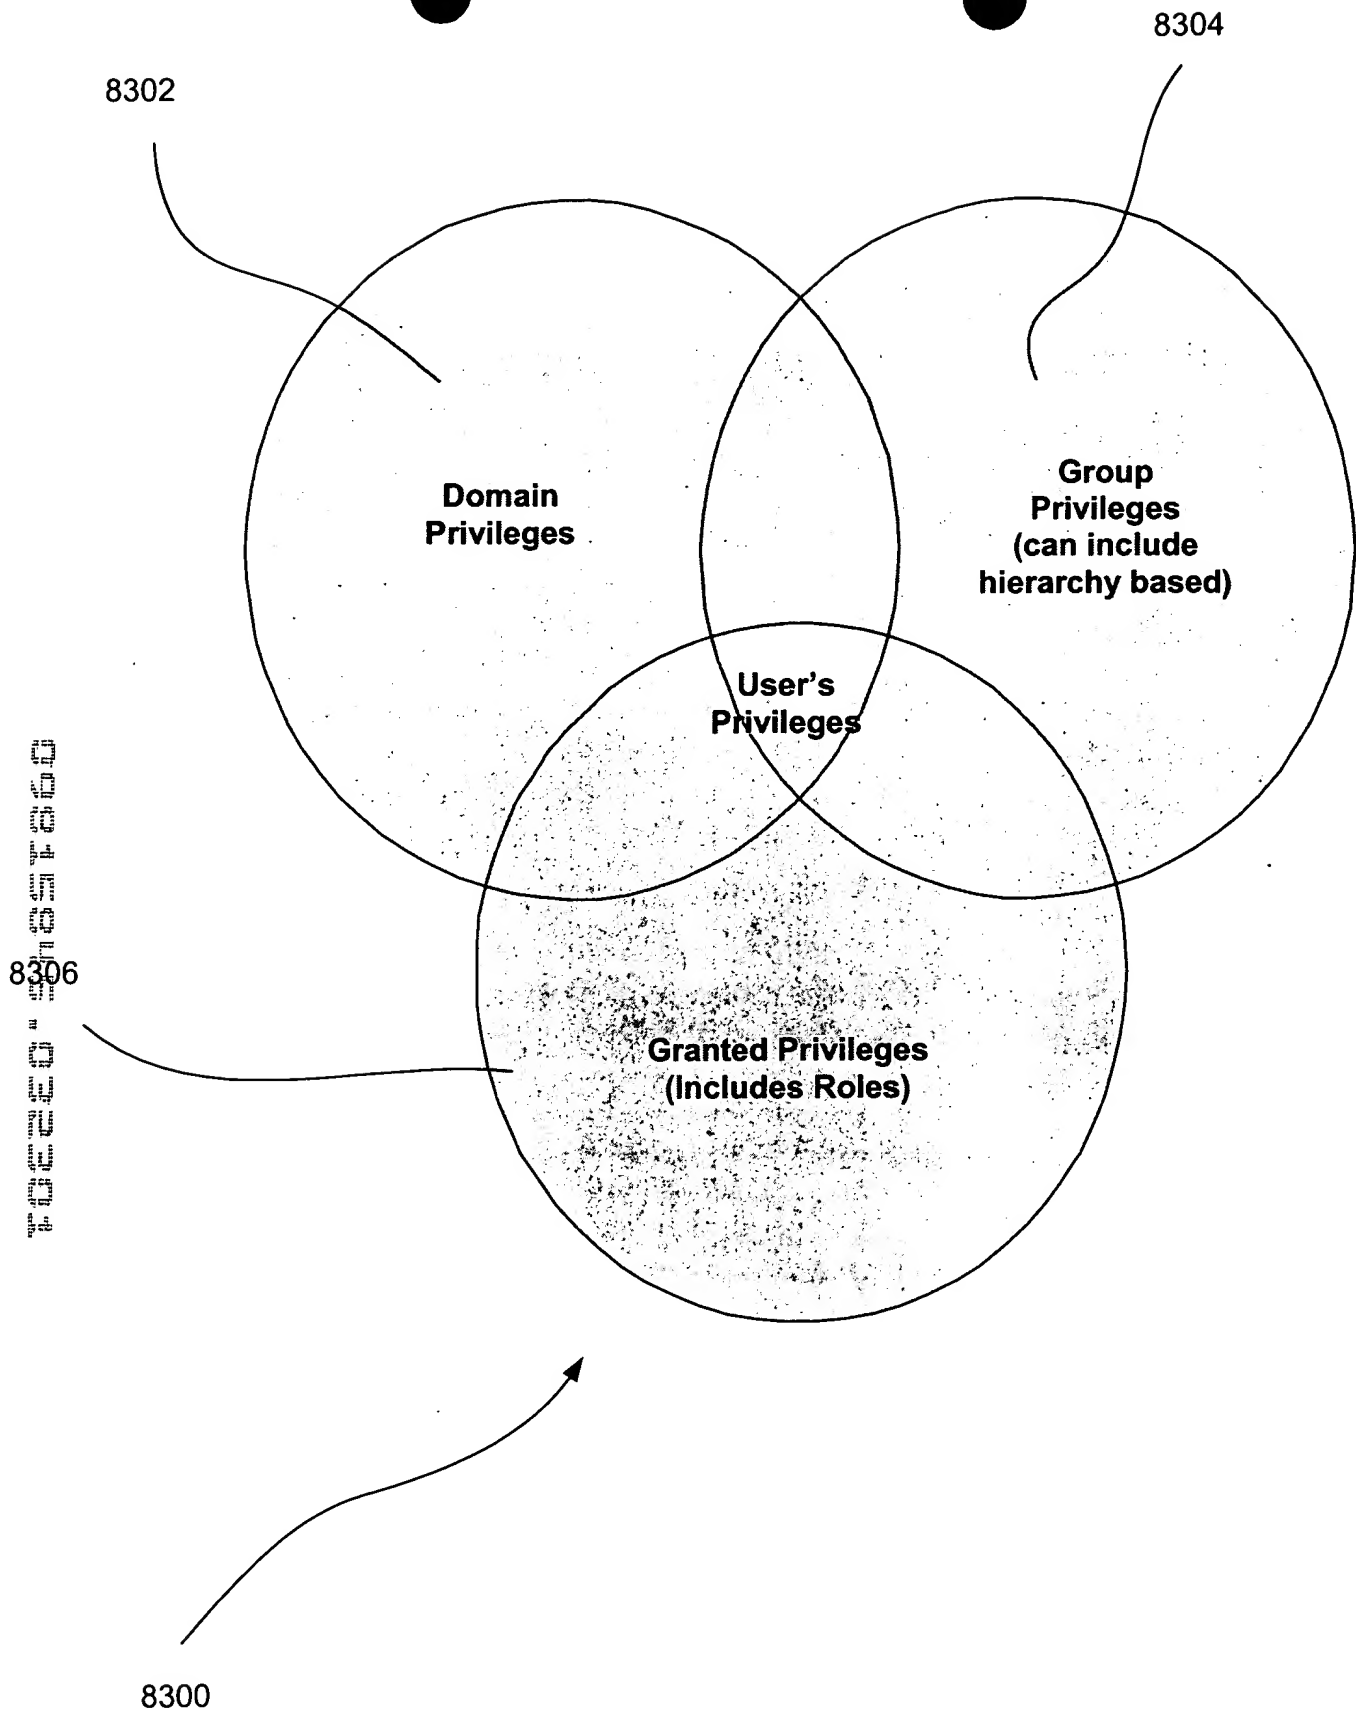 8304
8302
Domain
Privileges
Group
Privileges
(can include
hierarchy based)
User's
Privileges
8306
Granted Privileges
(Includes Roles)
8300